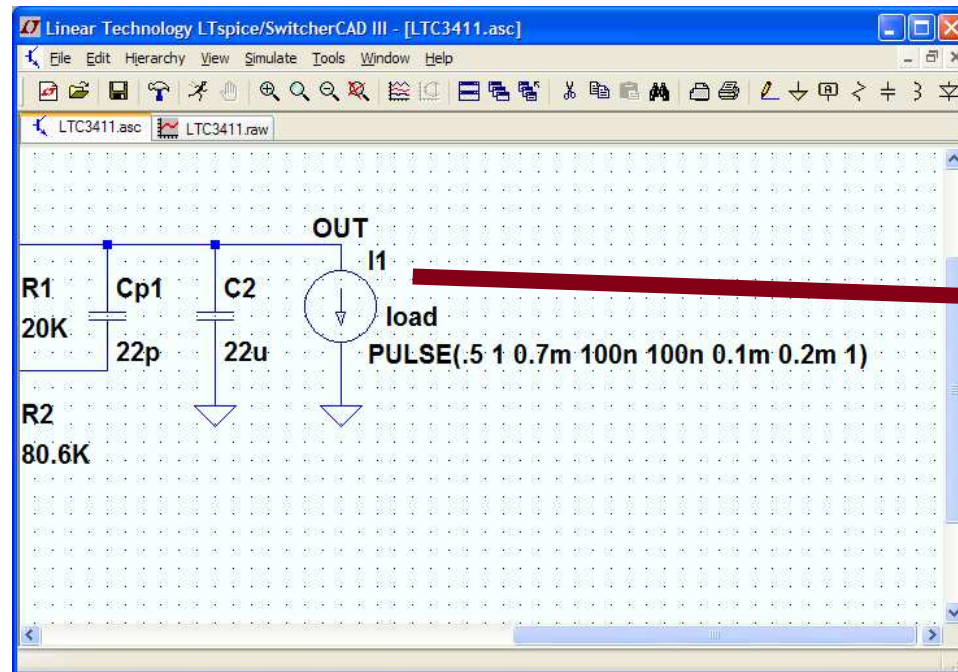 Linear Technology LTspice/SwitcherCAD III - [LTC3411.asc]
File Edit Hierarchy View Simulate Tools Window Help
LTC3411.asc LTC3411.raw
OUT
I1
R1 Cp1 C2
load
20K
22p 22u PULSE(.5 1 0.7m 100n 100n 0.1m 0.2m 1)
R2
80.6K